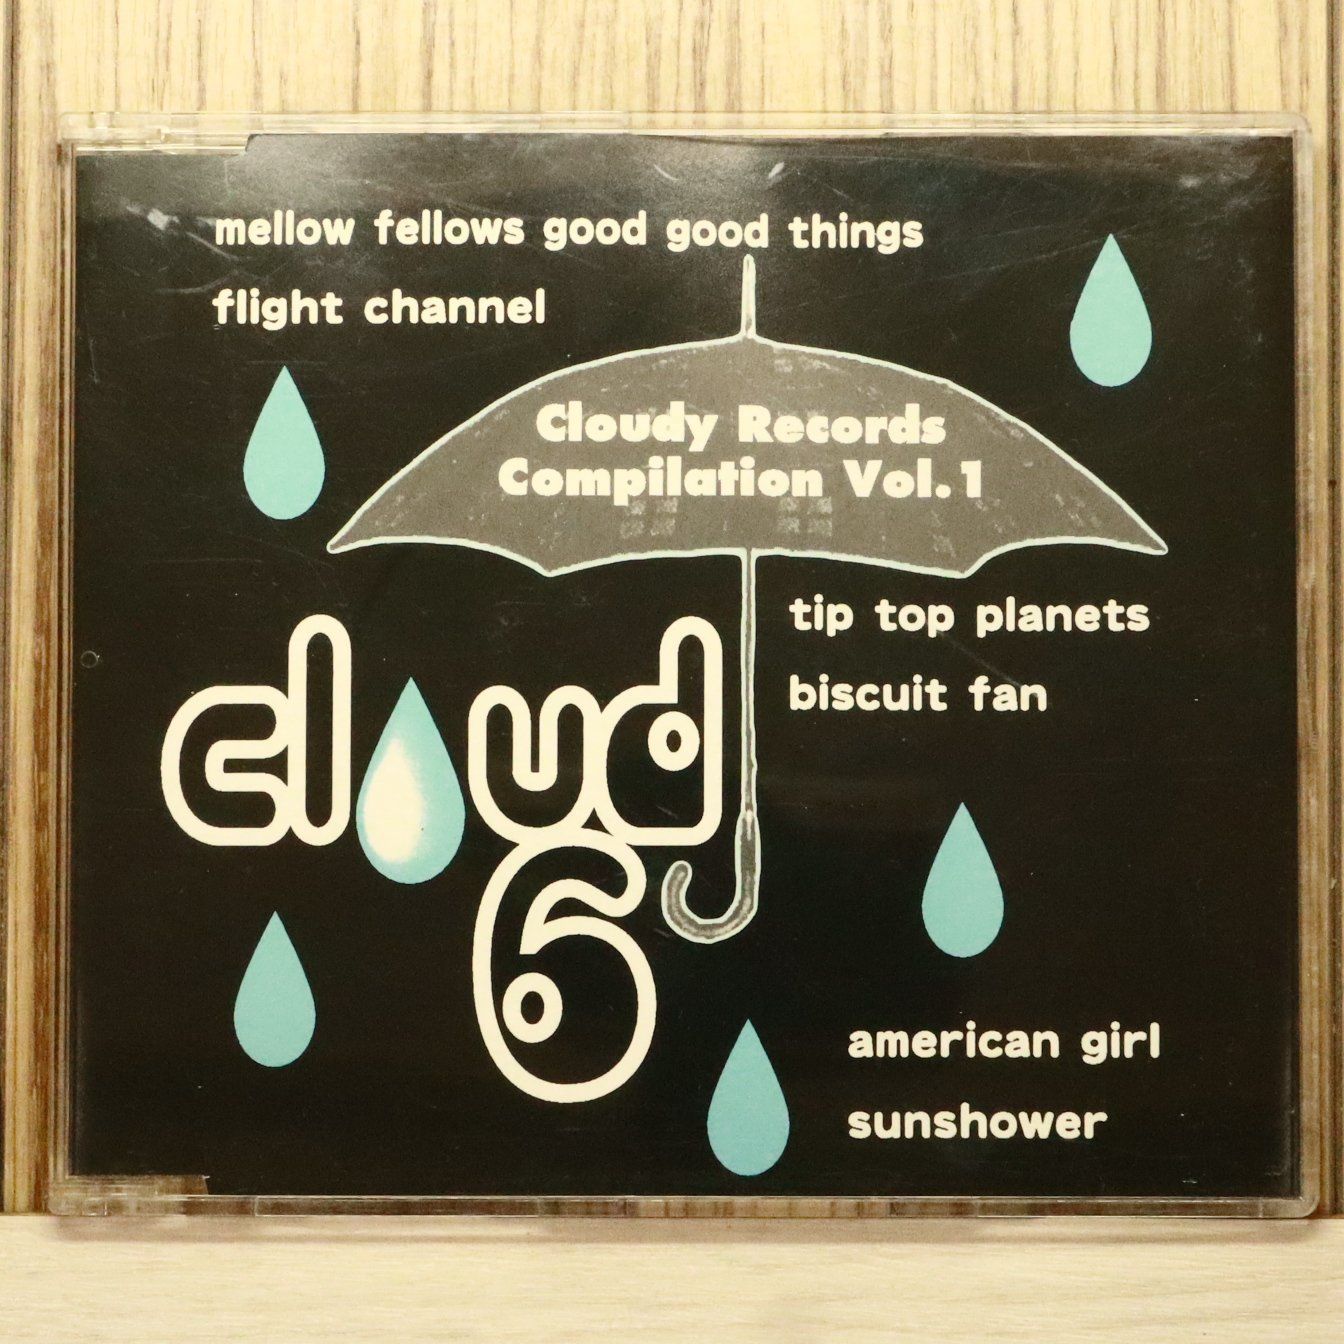 mellow fellows good good things
flight channel
Cloudy Records
Compilation Vol.1
tip top planets
biscuit fan
cloud
6
american girl
sunshower